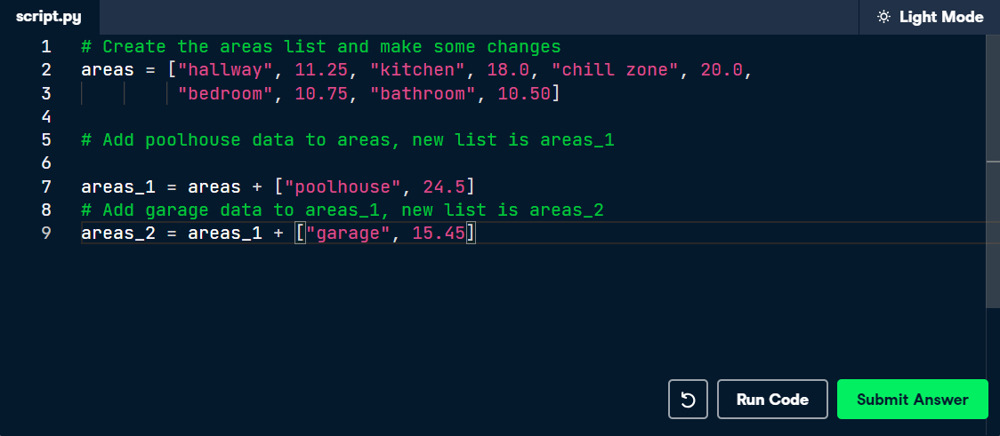 script.py
Light Mode
1 # Create the areas list and make some changes
2 areas = ["hallway", 11.25, "kitchen", 18.0, "chill zone", 20.0,
3          "bedroom", 10.75, "bathroom", 10.50]
4
5 # Add poolhouse data to areas, new list is areas_1
6
7 areas_1 = areas + ["poolhouse", 24.5]
8 # Add garage data to areas_1, new list is areas_2
9 areas_2 = areas_1 + ["garage", 15.45]
Run Code
Submit Answer